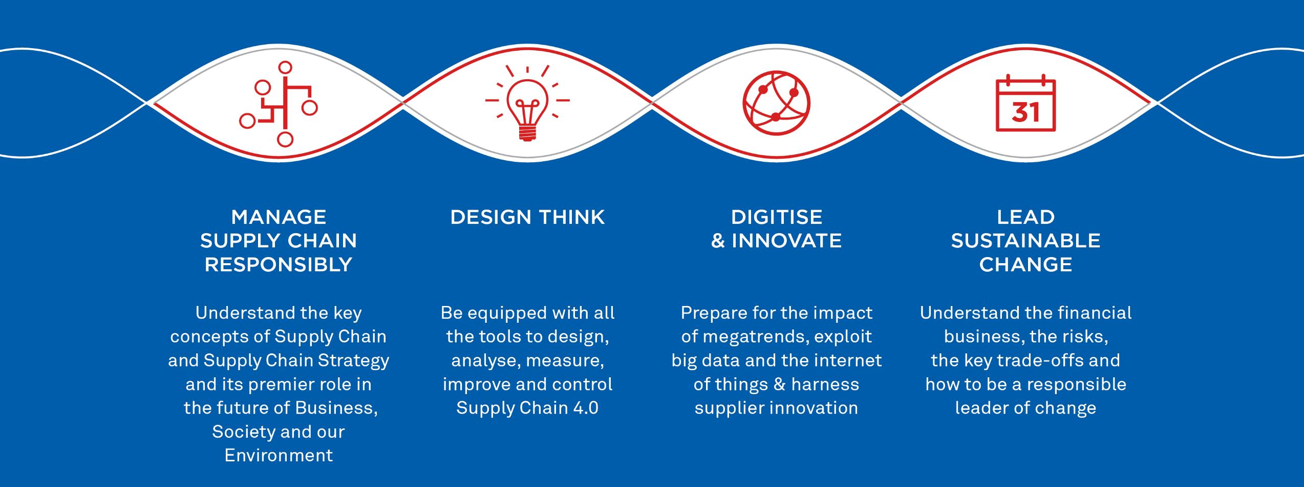 31
MANAGE
SUPPLY CHAIN
RESPONSIBLY
Understand the key
concepts of Supply Chain
and Supply Chain Strategy
and its premier role in
the future of Business,
Society and our
Environment
DESIGN THINK
Be equipped with all
the tools to design,
analyse, measure,
improve and control
Supply Chain 4.0
DIGITISE
& INNOVATE
Prepare for the impact
of megatrends, exploit
big data and the internet
of things & harness
supplier innovation
LEAD
SUSTAINABLE
CHANGE
Understand the financial
business, the risks,
the key trade-offs and
how to be a responsible
leader of change